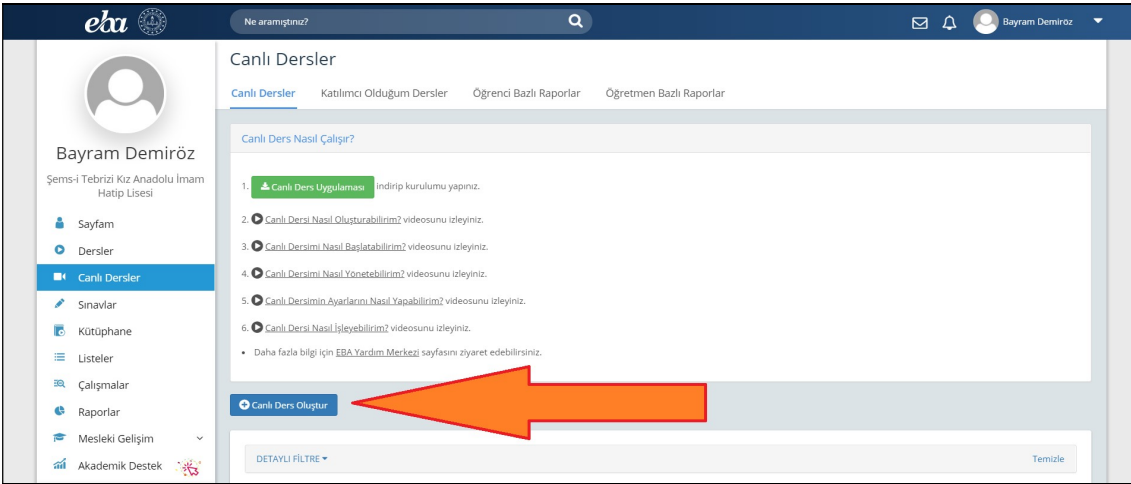 eba
Ne aramıştınız?
Bayram Demiröz
Bayram Demiröz
Şems-i Tebrizi Kız Anadolu İmam
Hatip Lisesi
Sayfam
Dersler
Canlı Dersler
Sınavlar
Kütüphane
Listeler
Çalışmalar
Raporlar
Mesleki Gelişim
Akademik Destek
Canlı Dersler
Canlı Dersler Katılımcı Olduğum Dersler Öğrenci Bazlı Raporlar Öğretmen Bazlı Raporlar
Canlı Ders Nasıl Çalışır?
1. Canlı Ders Uygulaması indirip kurulumu yapınız.
2. Canlı Dersi Nasıl Oluşturabilirim? videosunu izleyiniz.
3. Canlı Dersimi Nasıl Başlatabilirim? videosunu izleyiniz.
4. Canlı Dersimi Nasıl Yönetebilirim? videosunu izleyiniz.
5. Canlı Dersimin Ayarlarını Nasıl Yapabilirim? videosunu izleyiniz.
6. Canlı Dersi Nasıl İşleyebilirim? videosunu izleyiniz.
• Daha fazla bilgi için EBA Yardım Merkezi sayfasını ziyaret edebilirsiniz.
Canlı Ders Oluştur
DETAYLI FİLTRE Temizle